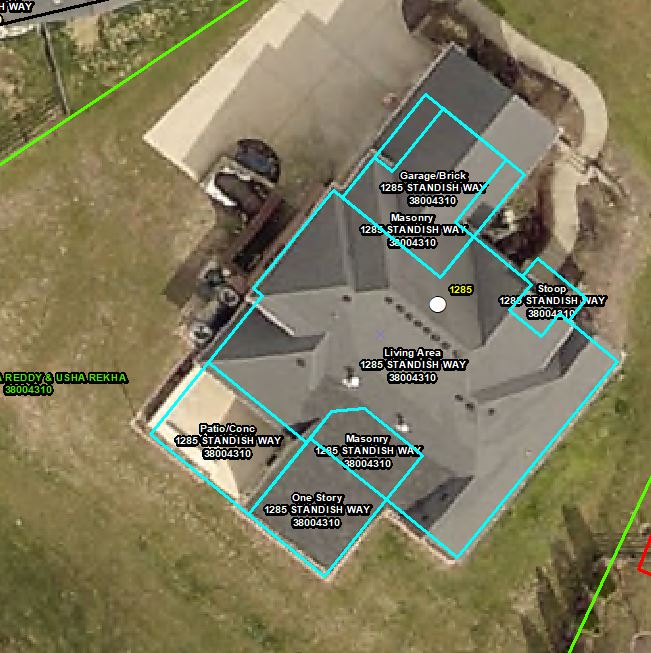 H WAY
Garage/Brick
1285 STANDISH WAY
38004310
Masonry
1285 STANDISH WAY
38004310
1285
Stoop
1285 STANDISH WAY
38004310
Living Area
1285 STANDISH WAY
38004310
REDDY & USHA REKHA
38004310
Patio/Conc
1285 STANDISH WAY
38004310
Masonry
1285 STANDISH WAY
38004310
One Story
1285 STANDISH WAY
38004310